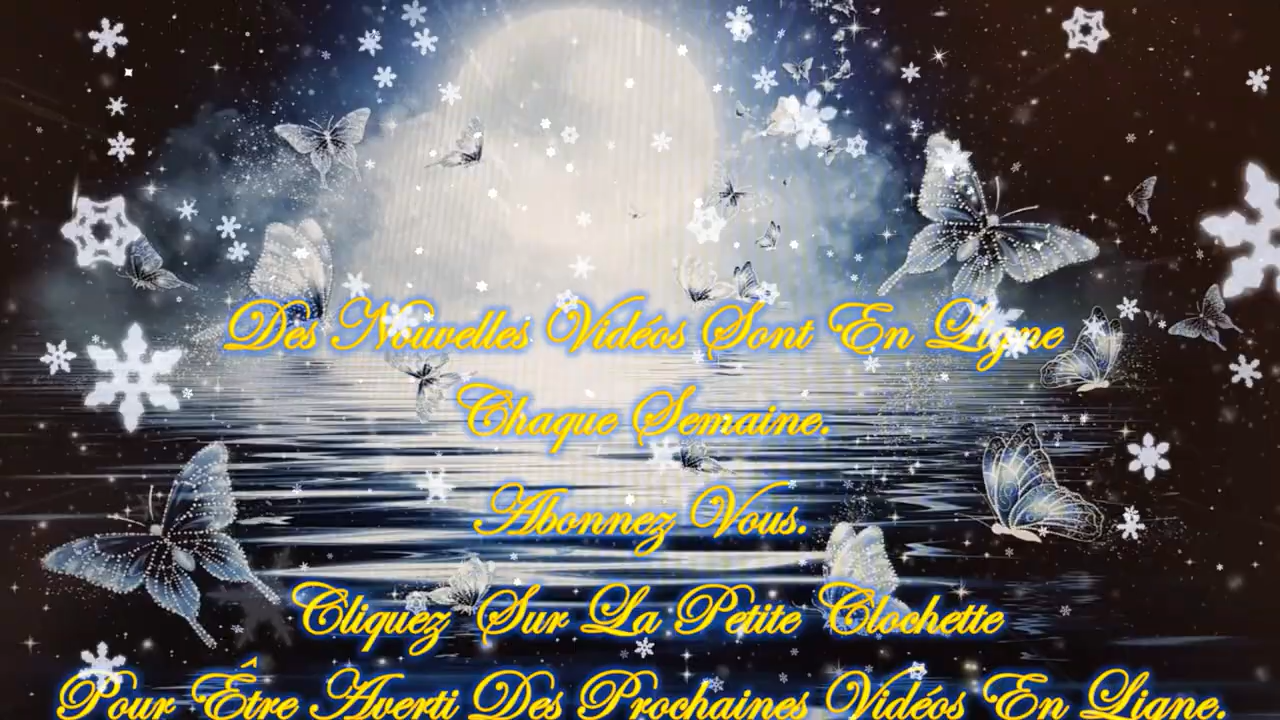 Des Nouvelles Vidéos Sont En Ligne
Chaque Semaine.
Abonnez Vous.
Cliquez Sur La Petite Clochette
Pour Être Averti Des Prochaines Vidéos En Ligne.